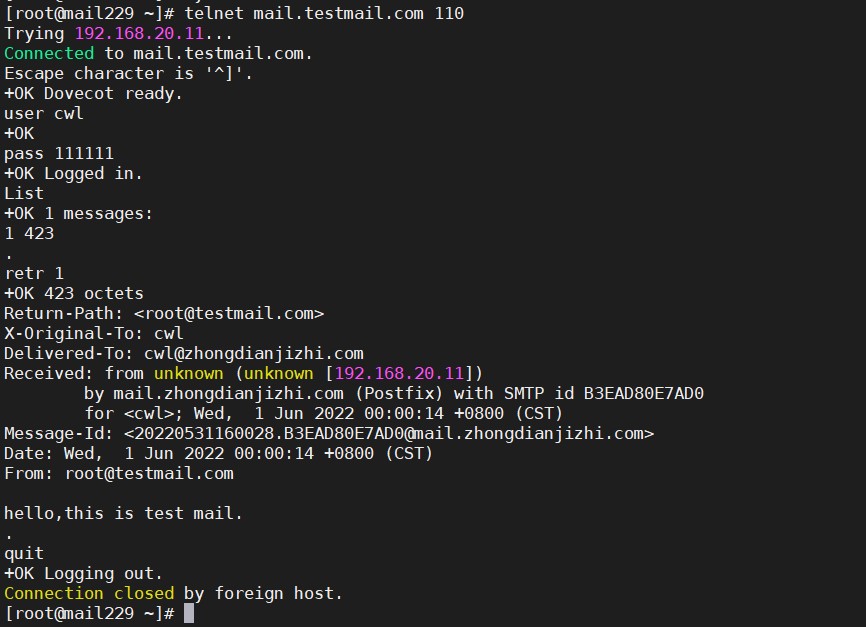 [root@mail229 ~]# telnet mail.testmail.com 110
Trying 192.168.20.11...
Connected to mail.testmail.com.
Escape character is '^]'.
+OK Dovecot ready.
user cwl
+OK
pass 111111
+OK Logged in.
List
+OK 1 messages:
1 423
.
retr 1
+OK 423 octets
Return-Path: <root@testmail.com>
X-Original-To: cwl
Delivered-To: cwl@zhongdianjizhi.com
Received: from unknown (unknown [192.168.20.11])
        by mail.zhongdianjizhi.com (Postfix) with SMTP id B3EAD80E7AD0
        for <cwl>; Wed,  1 Jun 2022 00:00:14 +0800 (CST)
Message-Id: <20220531160028.B3EAD80E7AD0@mail.zhongdianjizhi.com>
Date: Wed,  1 Jun 2022 00:00:14 +0800 (CST)
From: root@testmail.com

hello,this is test mail.
.
quit
+OK Logging out.
Connection closed by foreign host.
[root@mail229 ~]#